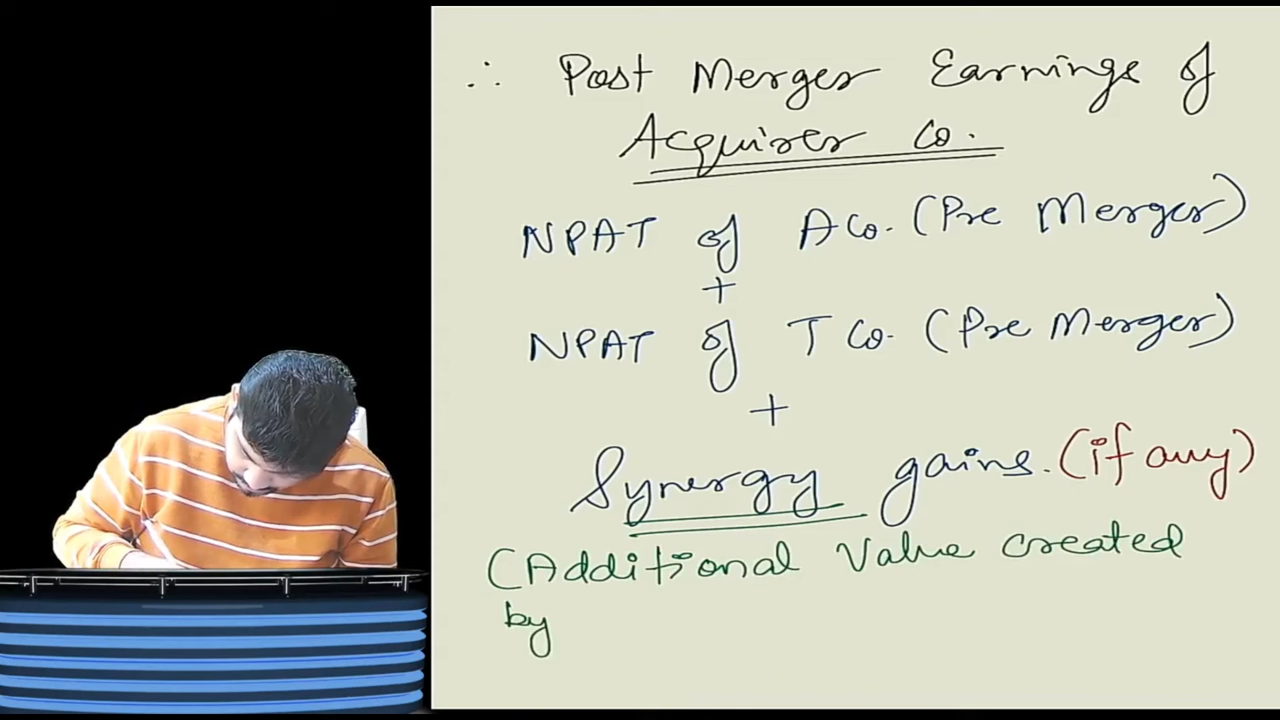 ∴ Post Merger Earnings of
Acquirer Co.
NPAT of A Co. (Pre Merger)
+
NPAT of T Co. (Pre Merger)
+
Synergy gains. (if any)
(Additional Value created
by